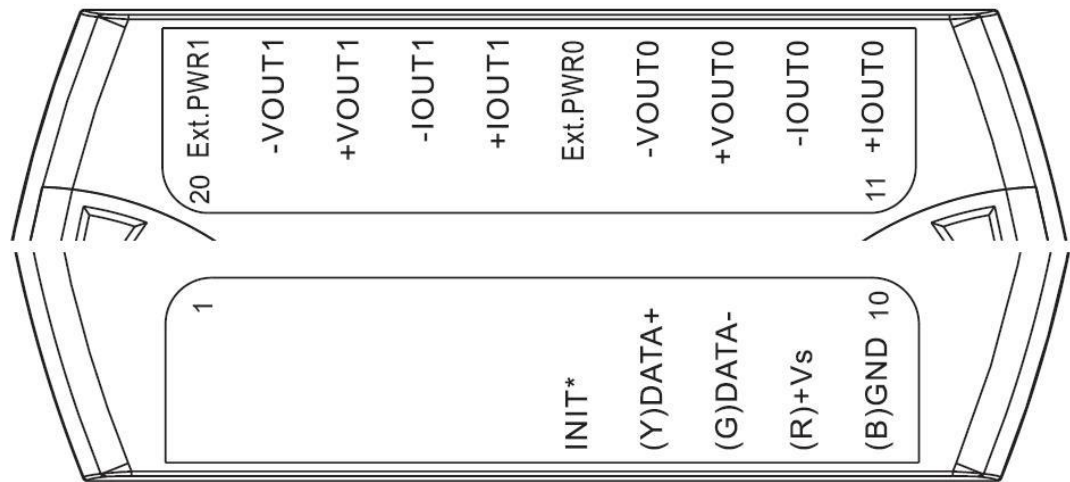 20 Ext.PWR1
-VOUT1
+VOUT1
-IOUT1
+IOUT1
Ext.PWR0
-VOUT0
+VOUT0
-IOUT0
11 +IOUT0
1
INIT*
(Y)DATA+
(G)DATA-
(R)+Vs
(B)GND 10